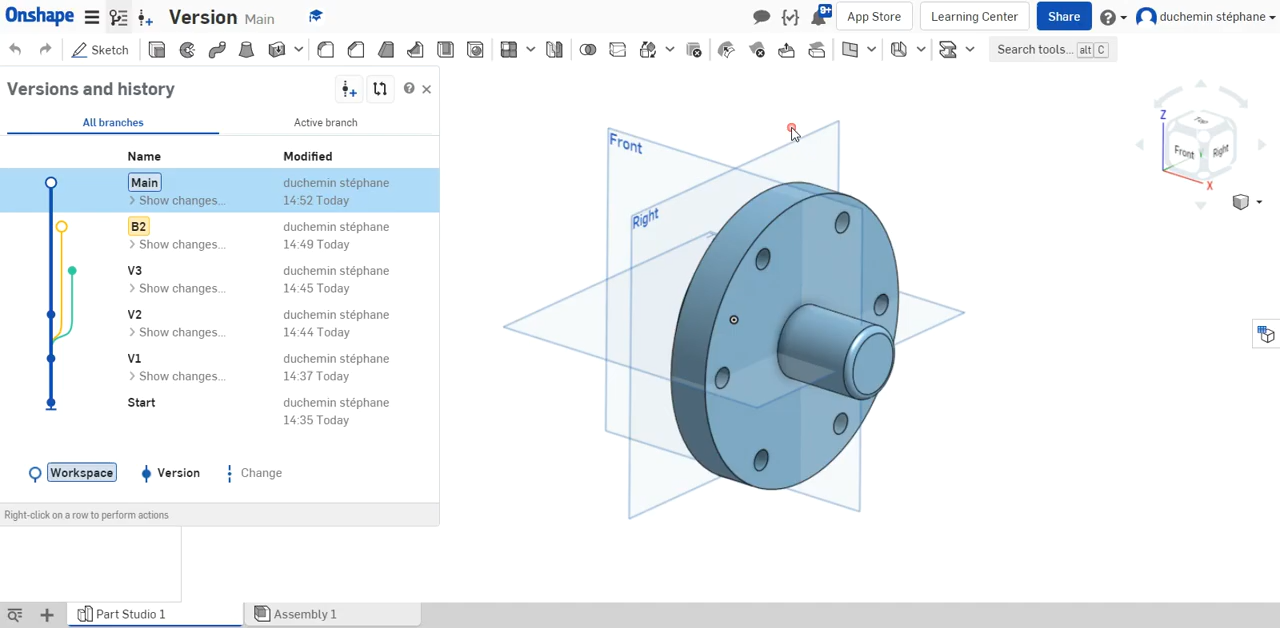 Onshape Version Main 9+ App Store Learning Center Share duchemin stéphane
Sketch Search tools... alt C
Versions and history
All branches Active branch
Name Modified
Main duchemin stéphane
Show changes... 14:52 Today
B2 duchemin stéphane
Show changes... 14:49 Today
V3 duchemin stéphane
Show changes... 14:45 Today
V2 duchemin stéphane
Show changes... 14:44 Today
V1 duchemin stéphane
Show changes... 14:37 Today
Start duchemin stéphane
14:35 Today
Workspace Version Change
Right-click on a row to perform actions
Front
Right
Z
Front Right
X
Part Studio 1 Assembly 1